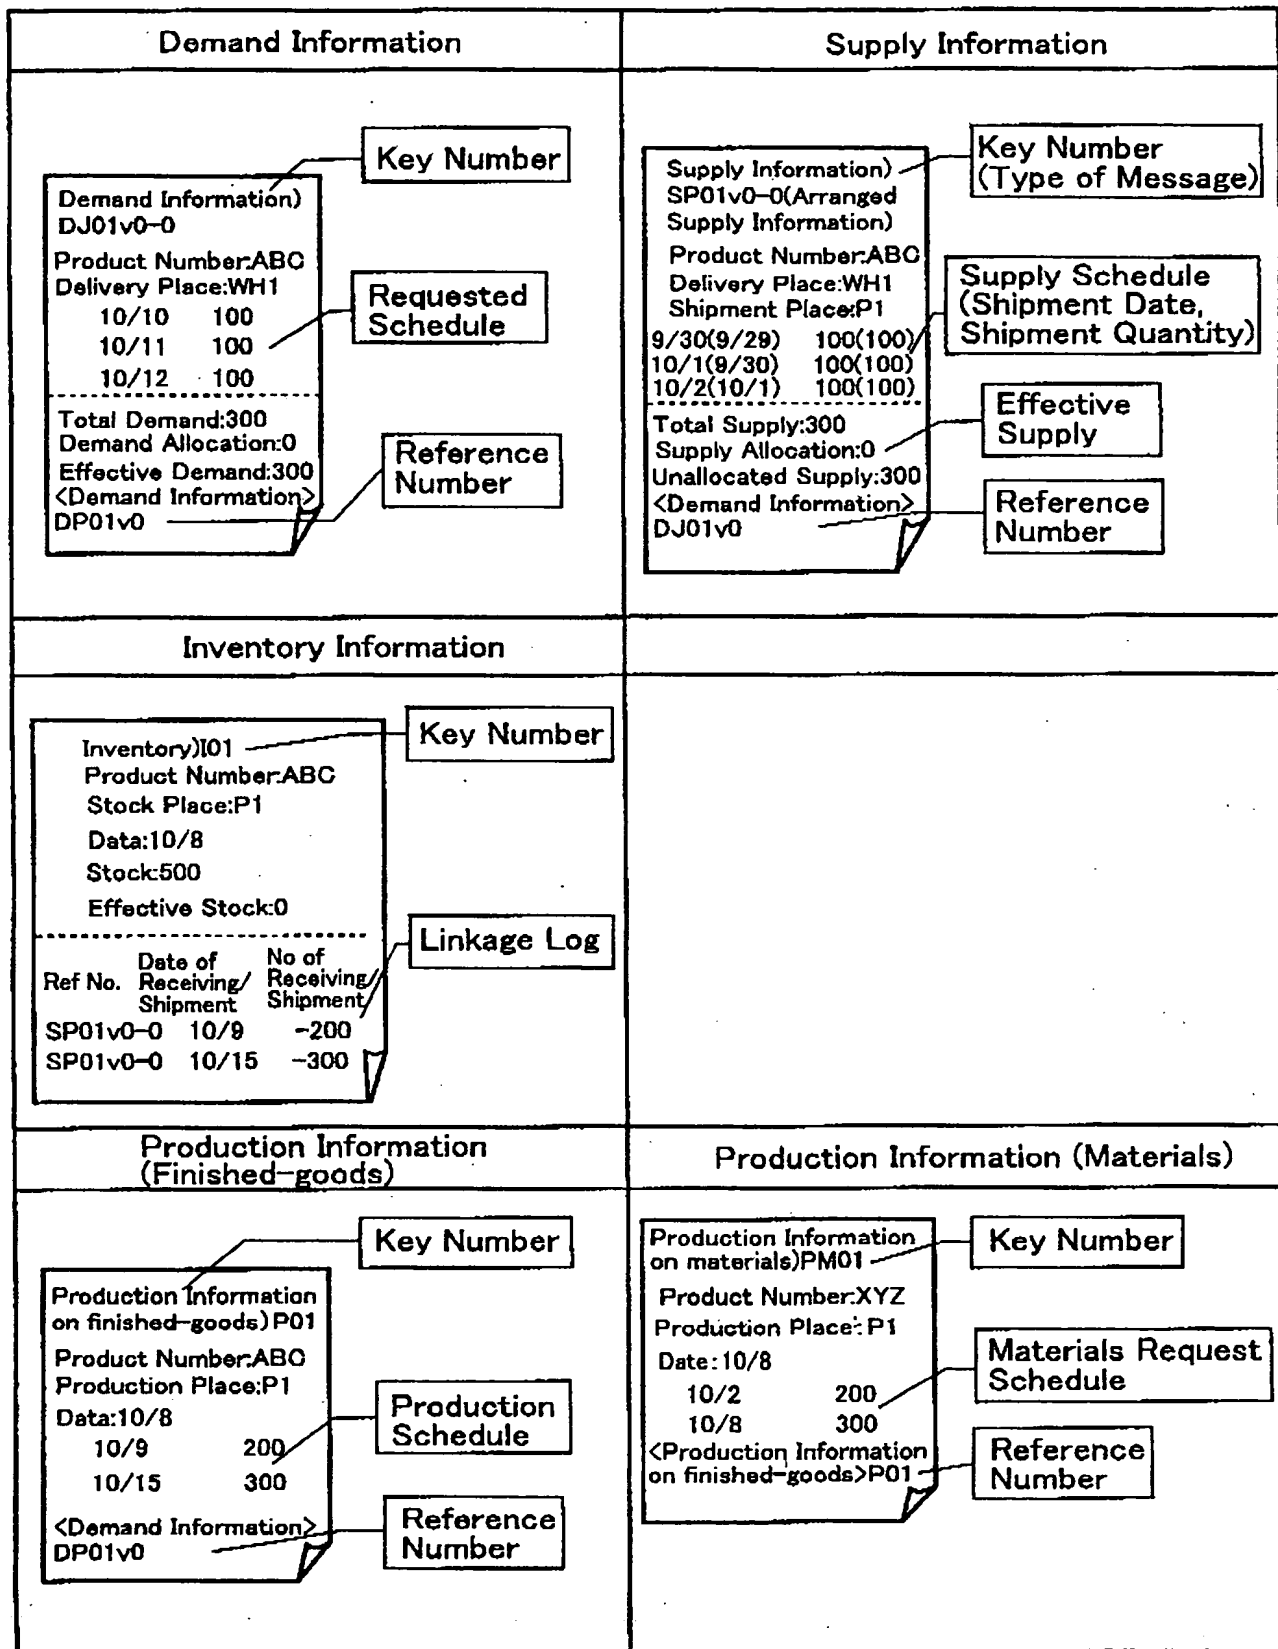 Demand Information
Key Number
Demand Information)
DJ01v0-0
Product Number:ABC
Delivery Place:WH1
10/10 100
10/11 100
10/12 100
Requested
Schedule
Total Demand:300
Demand Allocation:0
Effective Demand:300
<Demand Information>
DP01v0
Reference
Number
Supply Information
Key Number
(Type of Message)
Supply Information)
SP01v0-0(Arranged
Supply Information)
Product Number:ABC
Delivery Place:WH1
Shipment Place:P1
9/30(9/29) 100(100)
10/1(9/30) 100(100)
10/2(10/1) 100(100)
Supply Schedule
(Shipment Date,
Shipment Quantity)
Total Supply:300
Supply Allocation:0
Unallocated Supply:300
<Demand Information>
DJ01v0
Effective
Supply
Reference
Number
Inventory Information
Key Number
Inventory)I01
Product Number:ABC
Stock Place:P1
Data:10/8
Stock:500
Effective Stock:0
Linkage Log
Ref No. Date of Receiving/ Shipment No of Receiving/ Shipment
SP01v0-0 10/9 -200
SP01v0-0 10/15 -300
Production Information
(Finished-goods)
Key Number
Production Information
on finished-goods)P01
Product Number:ABC
Production Place:P1
Data:10/8
10/9 200
10/15 300
Production
Schedule
<Demand Information>
DP01v0
Reference
Number
Production Information (Materials)
Production Information
on materials)PM01
Key Number
Product Number:XYZ
Production Place:P1
Date:10/8
10/2 200
10/8 300
Materials Request
Schedule
<Production Information
on finished-goods>P01
Reference
Number